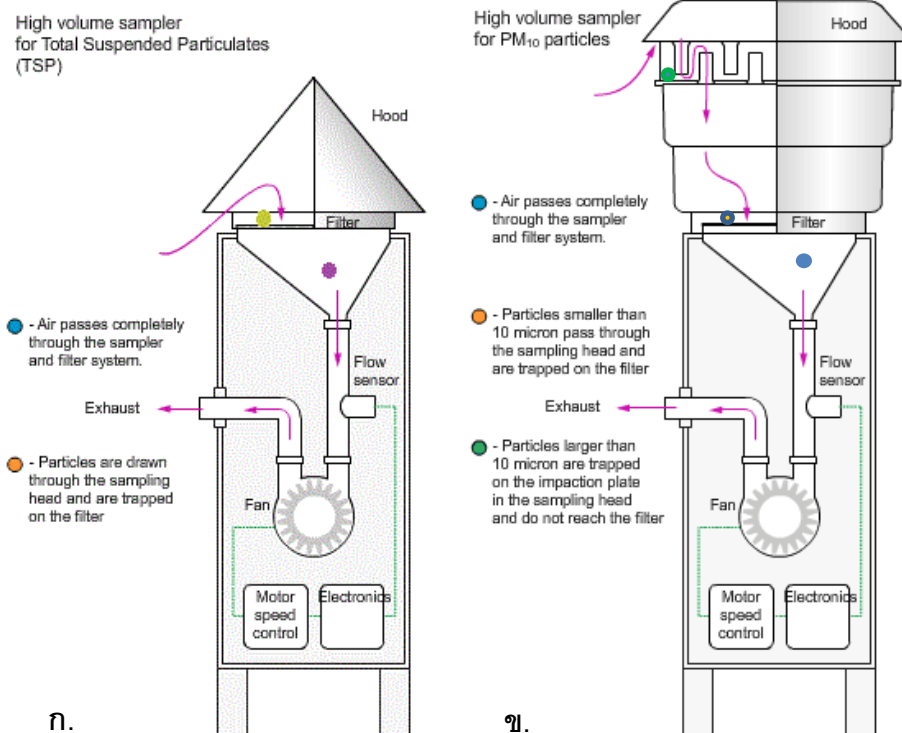 High volume sampler
for Total Suspended Particulates
(TSP)
Hood
Filter
- Air passes completely
through the sampler
and filter system.
Flow
sensor
Exhaust
- Particles are drawn
through the sampling
head and are trapped
on the filter
Fan
Motor
speed
control
Electronics
ก.
High volume sampler
for PM₁₀ particles
Hood
- Air passes completely
through the sampler
and filter system.
Filter
- Particles smaller than
10 micron pass through
the sampling head and
are trapped on the filter
Flow
sensor
Exhaust
- Particles larger than
10 micron are trapped
on the impaction plate
in the sampling head
and do not reach the filter
Fan
Motor
speed
control
Electronics
ข.